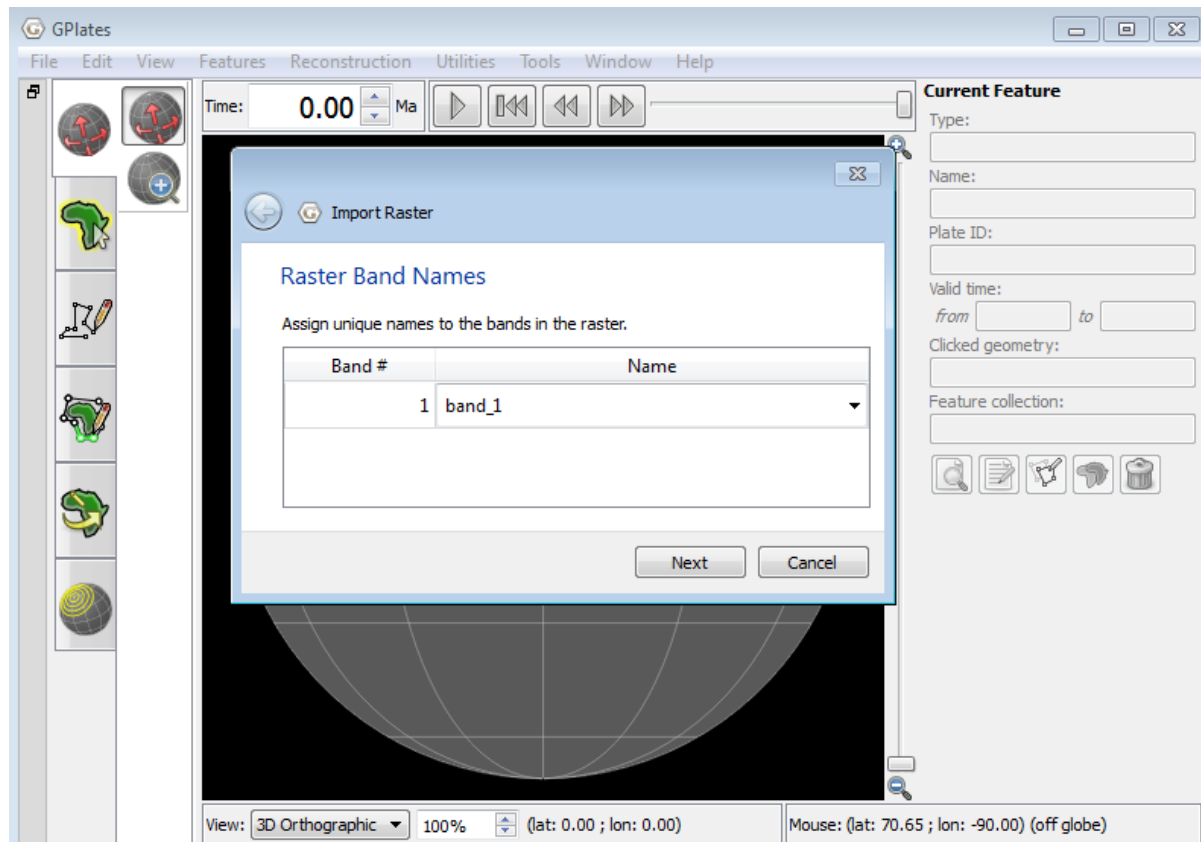 GPlates
File Edit View Features Reconstruction Utilities Tools Window Help
Time: 0.00 Ma
Current Feature
Type:
Name:
Plate ID:
Valid time:
from to
Clicked geometry:
Feature collection:
G Import Raster
Raster Band Names
Assign unique names to the bands in the raster.
Band # Name
1 band_1
Next Cancel
View: 3D Orthographic 100% (lat: 0.00 ; lon: 0.00) Mouse: (lat: 70.65 ; lon: -90.00) (off globe)